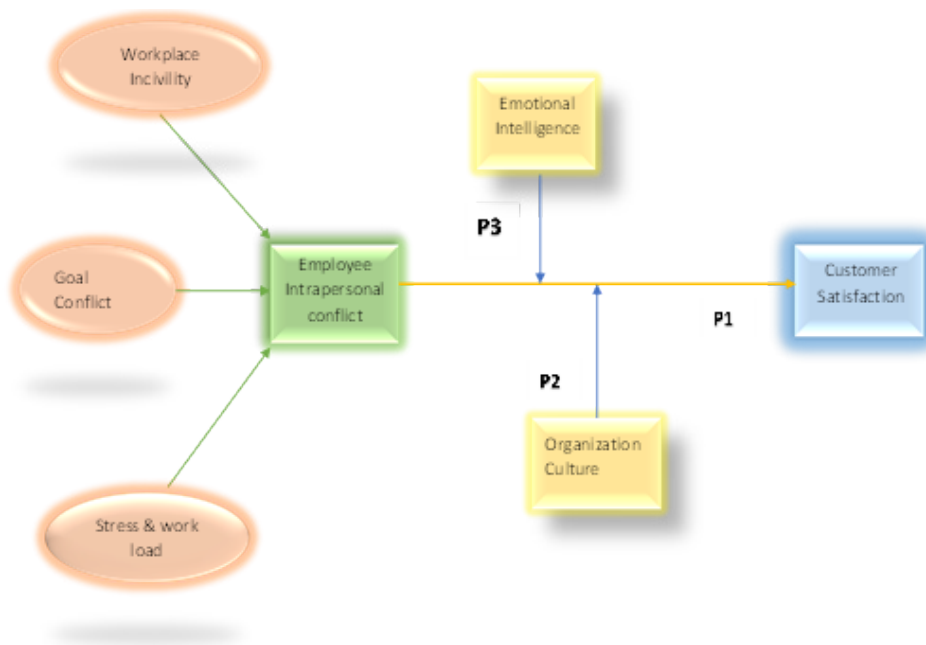 Workplace
Incivility
Emotional
Intelligence
P3
Goal
Conflict
Employee
Intrapersonal
conflict
Customer
Satisfaction
P1
P2
Organization
Culture
Stress & work
load